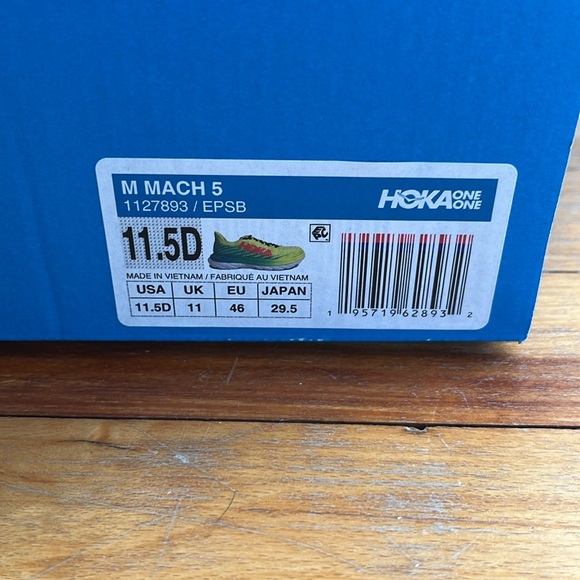 M MACH 5
1127893 / EPSB
HOKA ONE ONE
11.5D
MADE IN VIETNAM / FABRIQUÉ AU VIETNAM
USA UK EU JAPAN
11.5D 11 46 29.5
1 95719 62893 2